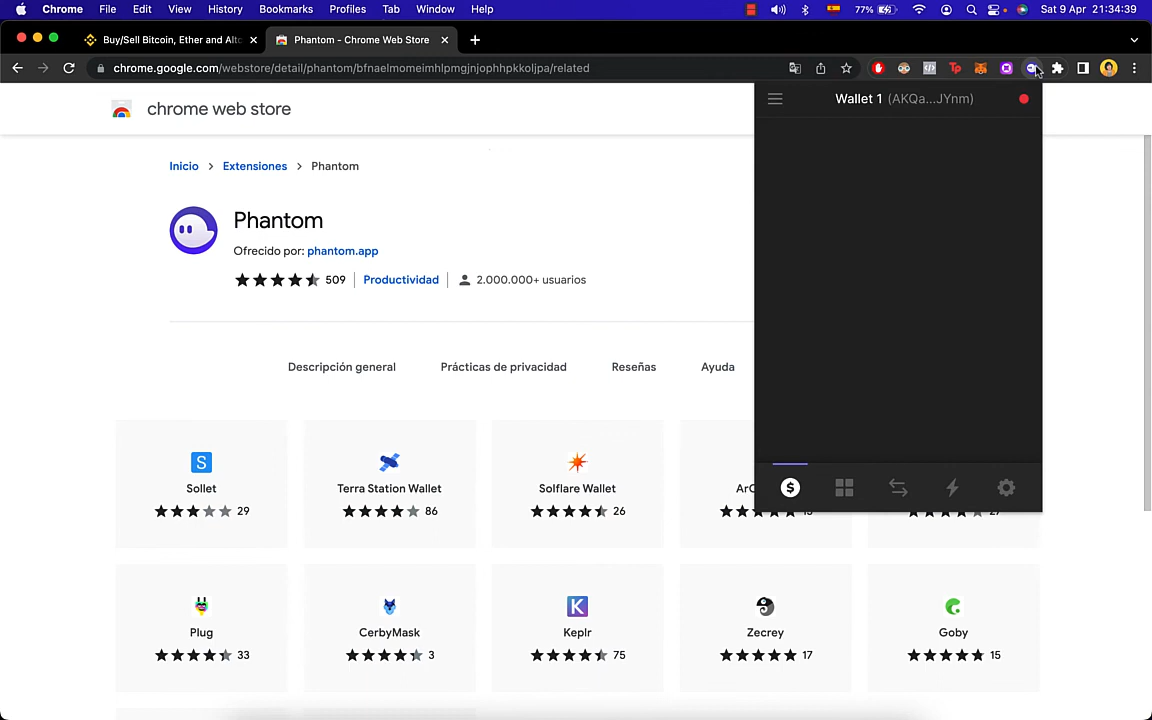 Chrome File Edit View History Bookmarks Profiles Tab Window Help 77% Sat 9 Apr 21:34:39
Buy/Sell Bitcoin, Ether and Altc
Phantom - Chrome Web Store
chrome.google.com/webstore/detail/phantom/bfnaelmomeimhlpmgjnjophhpkkoljpa/related
Tp
Wallet 1 (AKQa...JYnm)
chrome web store
Inicio > Extensiones > Phantom
Phantom
Ofrecido por: phantom.app
509 Productividad 2.000.000+ usuarios
Descripción general Prácticas de privacidad Reseñas Ayuda
S
Sollet Terra Station Wallet Solflare Wallet
29 86 26
$
K
Plug CerbyMask Keplr Zecrey Goby
33 3 75 17 15